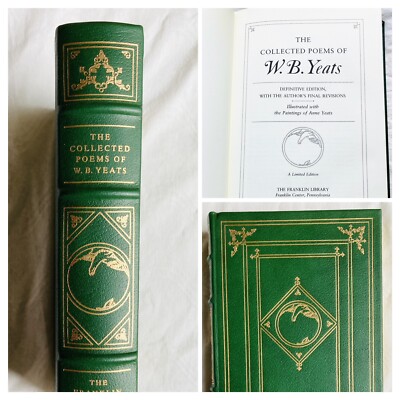 THE
COLLECTED
POEMS OF
W. B. YEATS
THE
FRANKLIN
THE
COLLECTED POEMS OF
W. B. Yeats
DEFINITIVE EDITION,
WITH THE AUTHOR'S FINAL REVISIONS
Illustrated with
the Paintings of Anne Yeats
A Limited Edition
THE FRANKLIN LIBRARY
Franklin Center, Pennsylvania